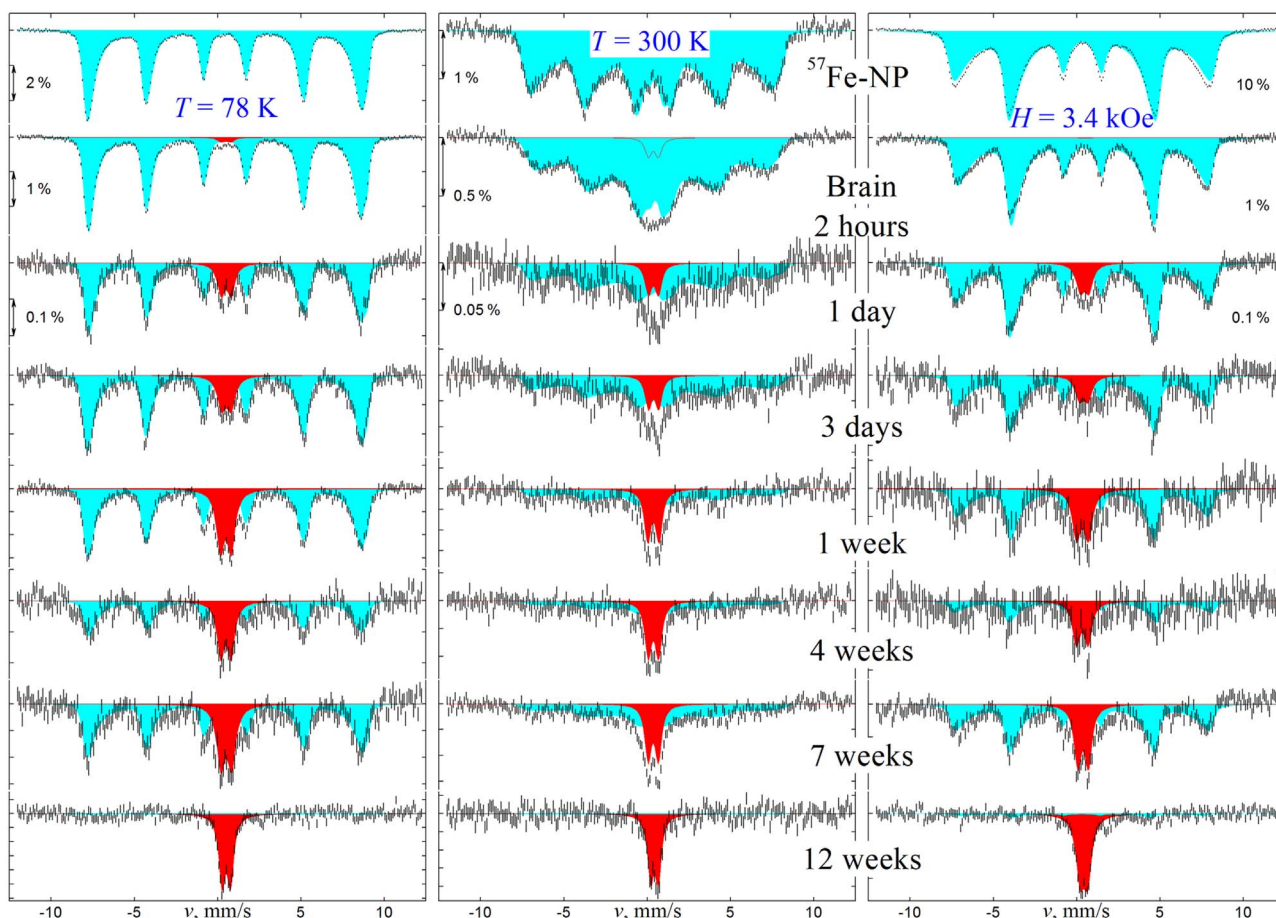 T = 78 K
T = 300 K
H = 3.4 kOe
57Fe-NP
2 %
1 %
10 %
Brain
2 hours
1 %
0.5 %
1 %
1 day
0.1 %
0.05 %
0.1 %
3 days
1 week
4 weeks
7 weeks
12 weeks
-10 -5 v, mm/s 5 10
-10 -5 v, mm/s 5 10
-10 -5 v, mm/s 5 10